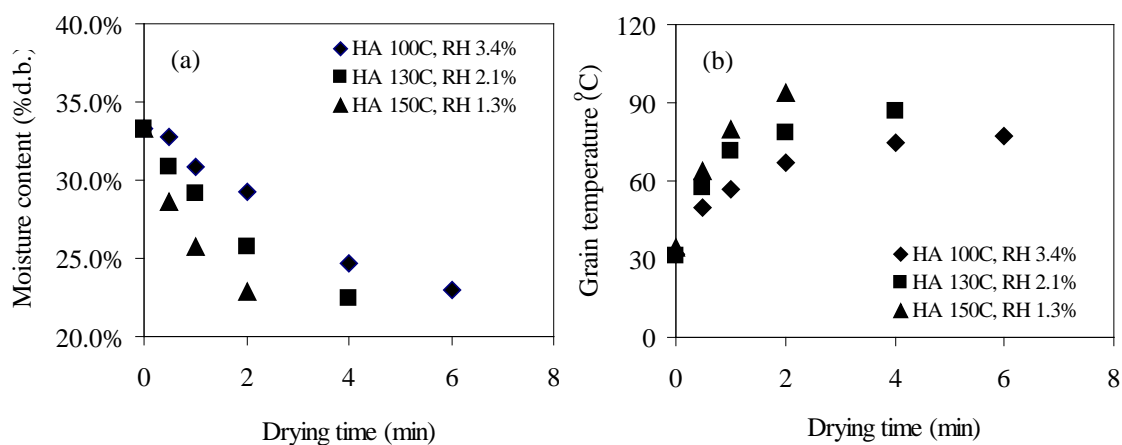 40.0%
35.0%
30.0%
25.0%
20.0%
Moisture content (%d.b.)
(a)
HA 100C, RH 3.4%
HA 130C, RH 2.1%
HA 150C, RH 1.3%
0 2 4 6 8
Drying time (min)
120
90
60
30
0
Grain temperature (°C)
(b)
HA 100C, RH 3.4%
HA 130C, RH 2.1%
HA 150C, RH 1.3%
0 2 4 6 8
Drying time (min)